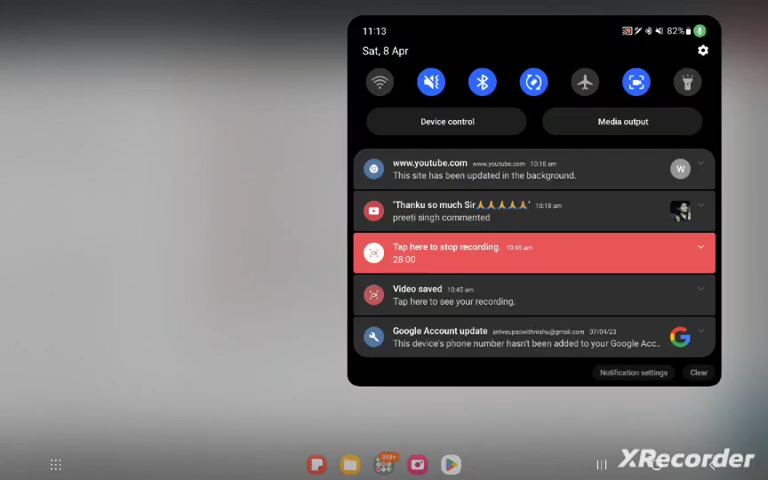 11:13
82%
Sat, 8 Apr
Device control
Media output
www.youtube.com www.youtube.com 10:18 am
This site has been updated in the background.
W
'Thanku so much Sir🙏🙏🙏🙏🙏' 10:18 am
preeti singh commented
Tap here to stop recording. 10:45 am
28:00
Video saved 10:45 am
Tap here to see your recording.
Google Account update arriveupscwithnishu@gmail.com 07/04/23
This device's phone number hasn't been added to your Google Acc..
Notification settings
Clear
999+
XRecorder